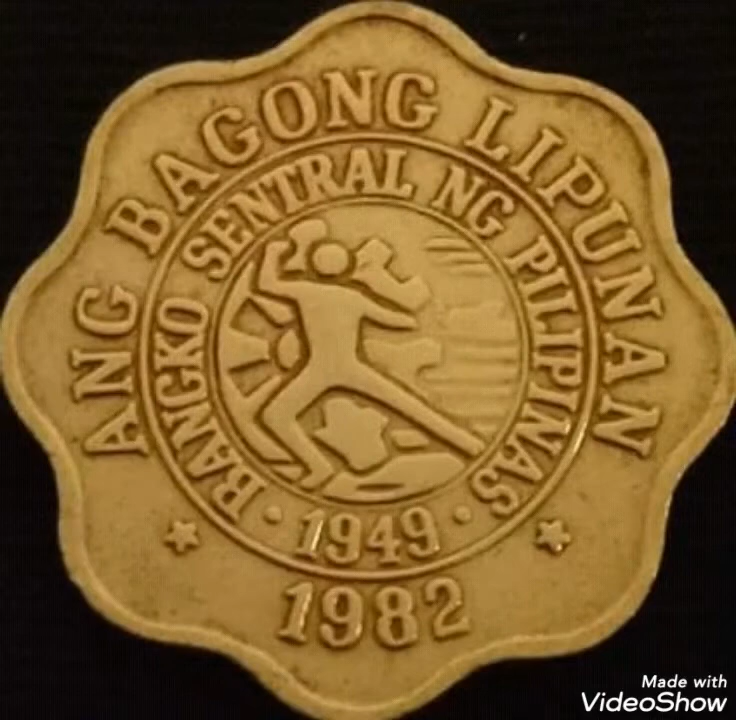 ANG BAGONG LIPUNAN
BANGKO SENTRAL NG PILIPINAS
· 1949 ·
1982
Made with
VideoShow